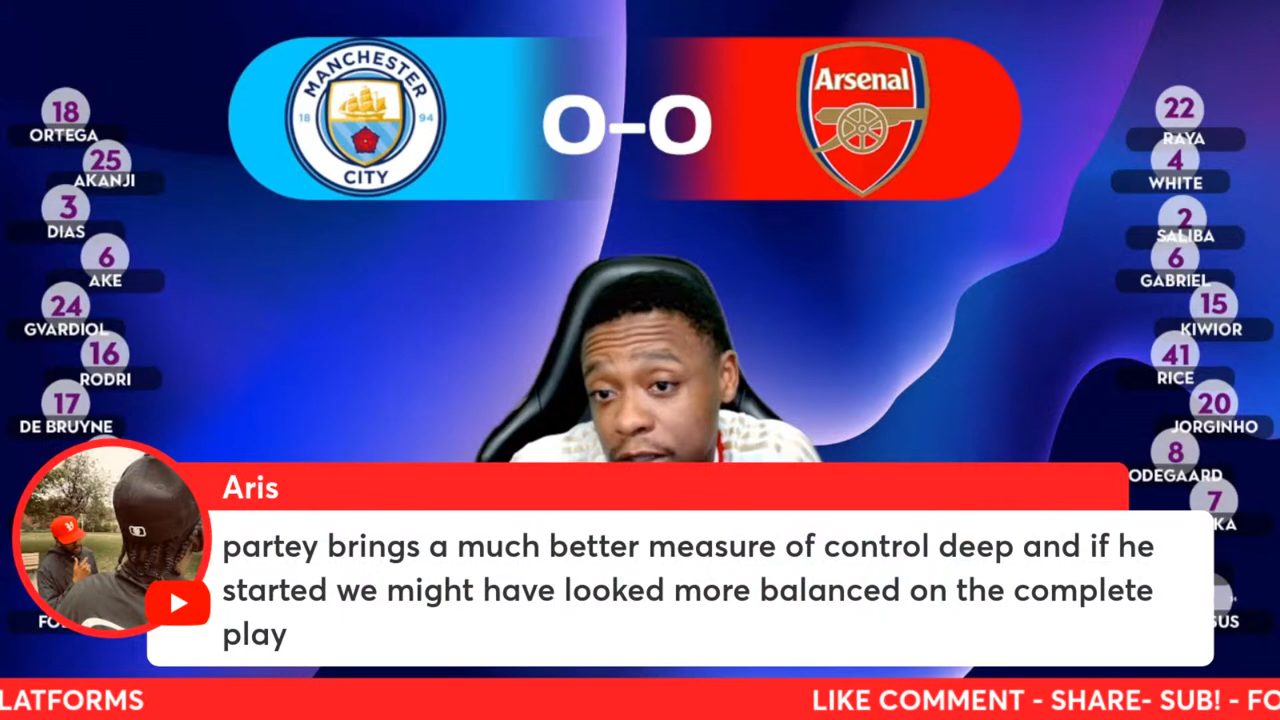 MANCHESTER
18 94
CITY
0-0
Arsenal
18
ORTEGA
25
AKANJI
3
DIAS
6
AKE
24
GVARDIOL
16
RODRI
17
DE BRUYNE
22
RAYA
4
WHITE
2
SALIBA
6
GABRIEL
15
KIWIOR
41
RICE
20
JORGINHO
8
ODEGAARD
7
KA
FO
SUS
Aris
partey brings a much better measure of control deep and if he
started we might have looked more balanced on the complete
play
LATFORMS
LIKE COMMENT - SHARE- SUB! - FO